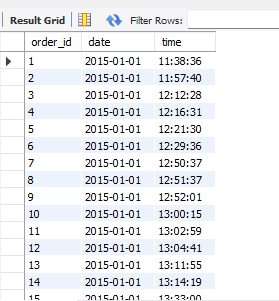 Result Grid Filter Rows:
order_id date time
1 2015-01-01 11:38:36
2 2015-01-01 11:57:40
3 2015-01-01 12:12:28
4 2015-01-01 12:16:31
5 2015-01-01 12:21:30
6 2015-01-01 12:29:36
7 2015-01-01 12:50:37
8 2015-01-01 12:51:37
9 2015-01-01 12:52:01
10 2015-01-01 13:00:15
11 2015-01-01 13:02:59
12 2015-01-01 13:04:41
13 2015-01-01 13:11:55
14 2015-01-01 13:14:19
15 2015-01-01 13:33:00